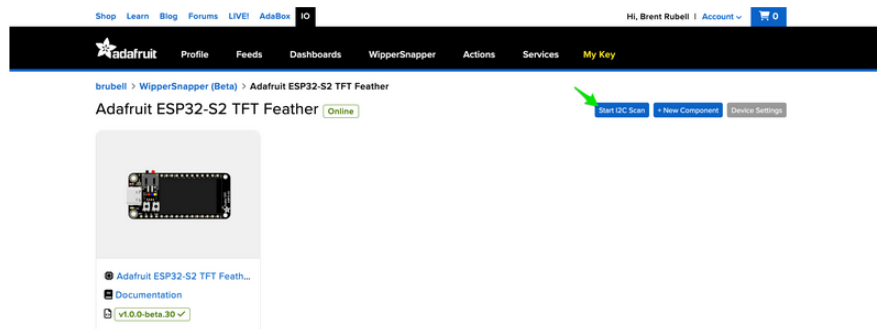 Shop Learn Blog Forums LIVE! AdaBox IO Hi, Brent Rubell | Account 0
adafruit Profile Feeds Dashboards WipperSnapper Actions Services My Key
brubell > WipperSnapper (Beta) > Adafruit ESP32-S2 TFT Feather
Adafruit ESP32-S2 TFT Feather Online Start I2C Scan + New Component Device Settings
Adafruit ESP32-S2 TFT Feath...
Documentation
v1.0.0-beta.30 ✓